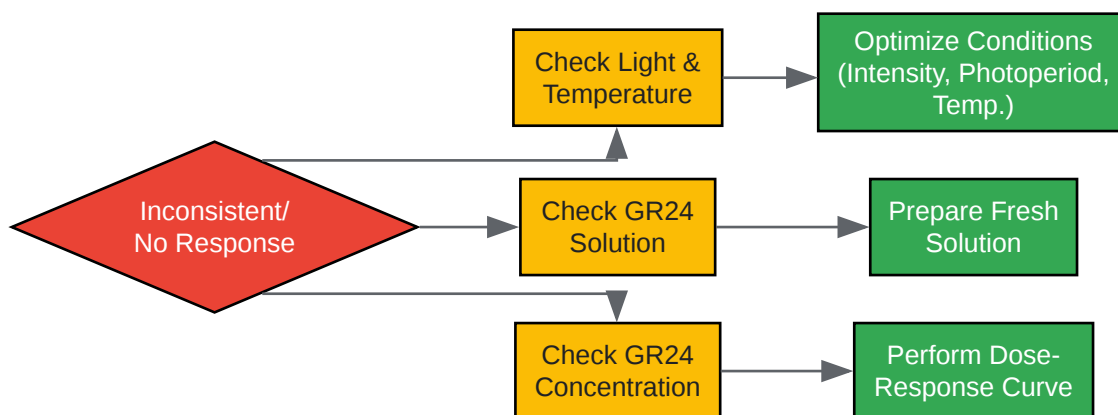 Inconsistent/
No Response
Check Light &
Temperature
Optimize Conditions
(Intensity, Photoperiod,
Temp.)
Check GR24
Solution
Prepare Fresh
Solution
Check GR24
Concentration
Perform Dose-
Response Curve